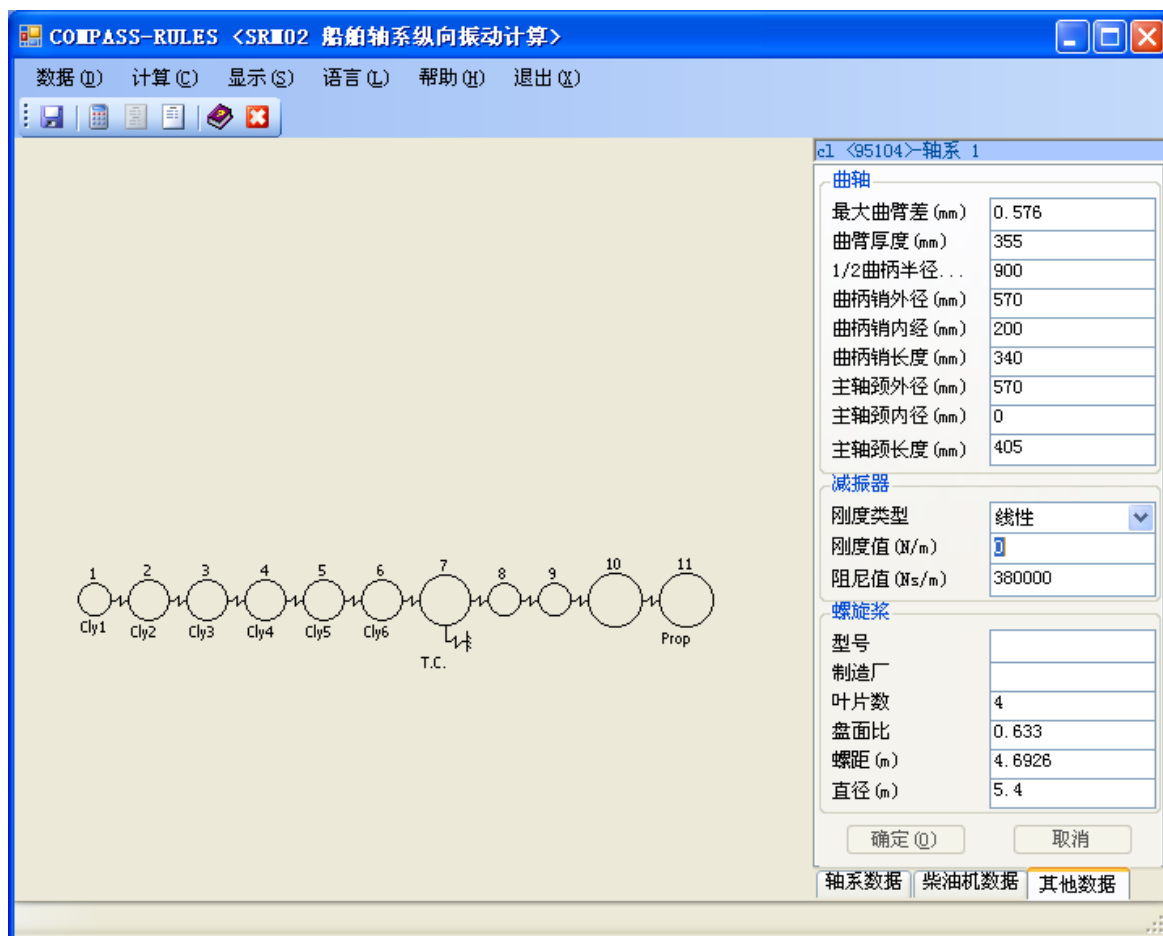 COMPASS-RULES <SRM02 船舶轴系纵向振动计算>
数据(D) 计算(C) 显示(S) 语言(L) 帮助(H) 退出(X)
cl <95104>-轴系 1
曲轴
最大曲臂差(mm) 0.576
曲臂厚度(mm) 355
1/2曲柄半径... 900
曲柄销外径(mm) 570
曲柄销内经(mm) 200
曲柄销长度(mm) 340
主轴颈外径(mm) 570
主轴颈内径(mm) 0
主轴颈长度(mm) 405
减振器
刚度类型 线性
刚度值(N/m) 0
阻尼值(Ns/m) 380000
螺旋桨
型号
制造厂
叶片数 4
盘面比 0.633
螺距(m) 4.6926
直径(m) 5.4
确定(O) 取消
轴系数据 柴油机数据 其他数据
1 2 3 4 5 6 7 8 9 10 11
Cly1 Cly2 Cly3 Cly4 Cly5 Cly6 Prop
T.C.